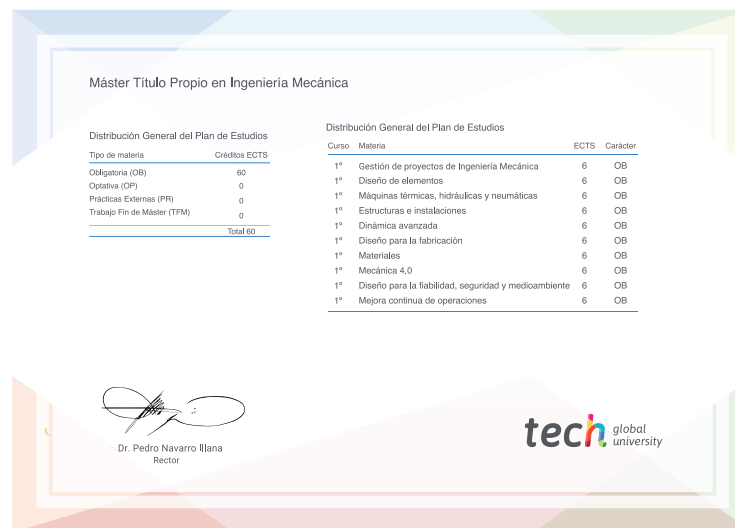 Máster Título Propio en Ingeniería Mecánica
Distribución General del Plan de Estudios
Tipo de materia Créditos ECTS
Obligatoria (OB) 60
Optativa (OP) 0
Prácticas Externas (PR) 0
Trabajo Fin de Máster (TFM) 0
Total 60
Distribución General del Plan de Estudios
Curso Materia ECTS Carácter
1º Gestión de proyectos de Ingeniería Mecánica 6 OB
1º Diseño de elementos 6 OB
1º Máquinas térmicas, hidráulicas y neumáticas 6 OB
1º Estructuras e instalaciones 6 OB
1º Dinámica avanzada 6 OB
1º Diseño para la fabricación 6 OB
1º Materiales 6 OB
1º Mecánica 4.0 6 OB
1º Diseño para la fiabilidad, seguridad y medioambiente 6 OB
1º Mejora continua de operaciones 6 OB
Dr. Pedro Navarro Illana
Rector
tech global university